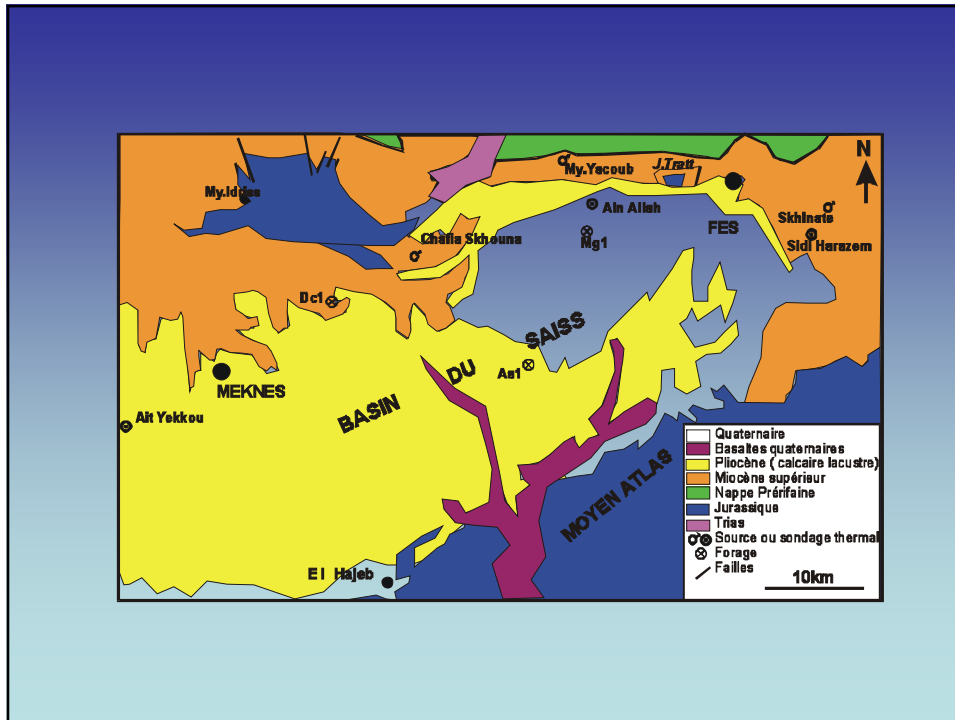 N
My.Yacoub
J.Tratt
My.Idriss
Ain Allah
Skhinate
Chafia Skhouna
Mg1
FES
Sidi Harazem
Dc1
SAISS
DU
As1
BASIN
MEKNES
Ait Yekkou
MOYEN ATLAS
El Hajeb
Quaternaire
Basaltes quaternaires
Pliocène ( calcaire lacustre)
Miocène supérieur
Nappe Prérifaine
Jurassique
Trias
Source ou sondage thermal
Forage
Failles
10km